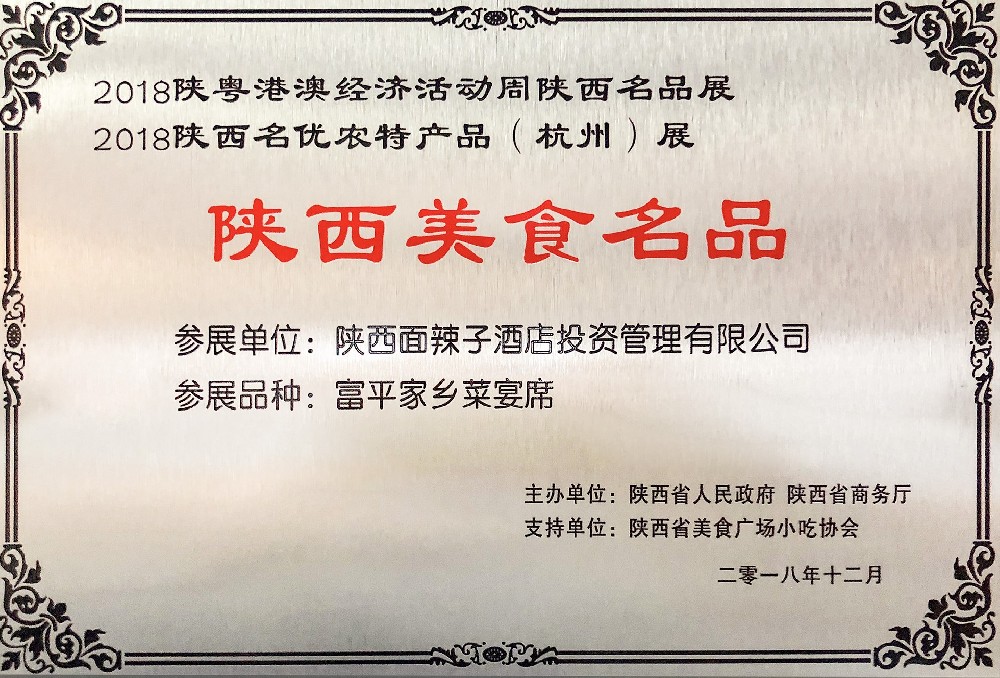 2018陕粤港澳经济活动周陕西名品展
2018陕西名优农特产品（杭州）展
陕西美食名品
参展单位：陕西面辣子酒店投资管理有限公司
参展品种：富平家乡菜宴席
主办单位：陕西省人民政府 陕西省商务厅
支持单位：陕西省美食广场小吃协会
二零一八年十二月